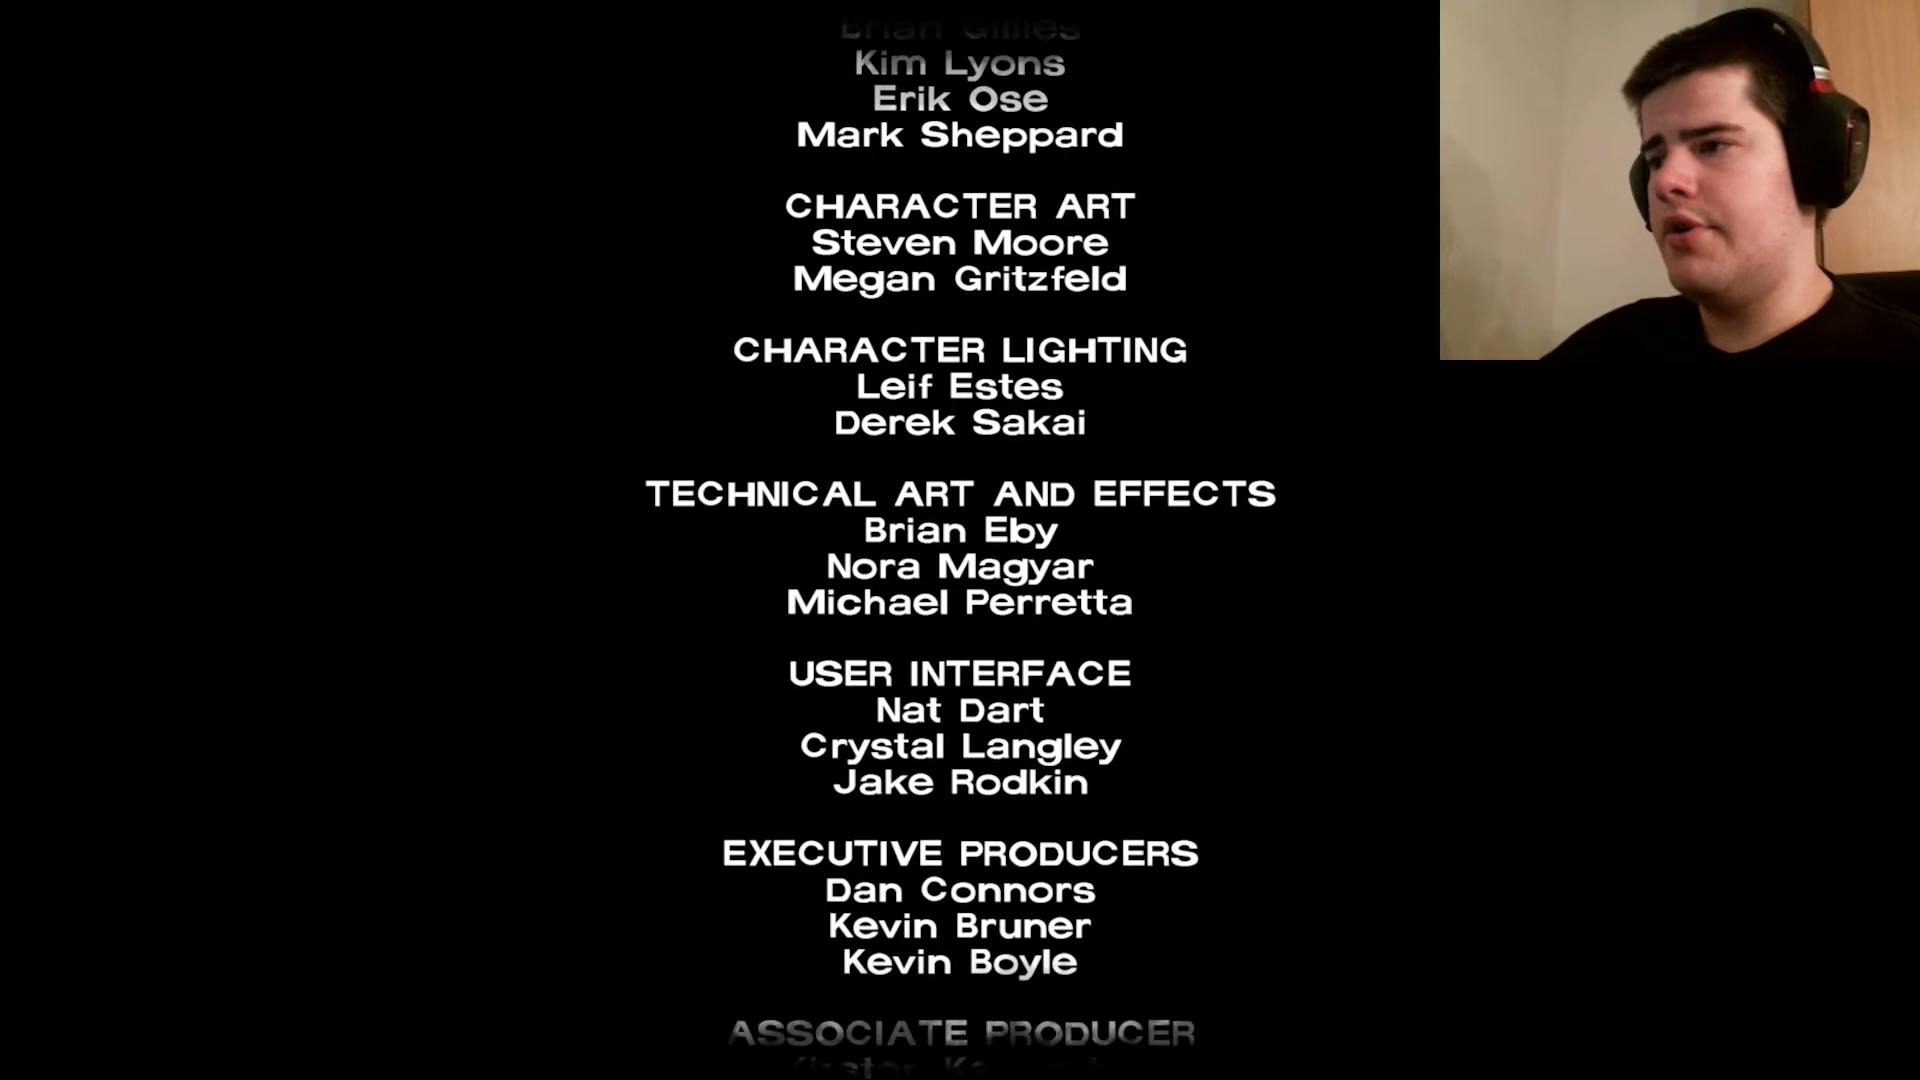 Brian Gillies
Kim Lyons
Erik Ose
Mark Sheppard
CHARACTER ART
Steven Moore
Megan Gritzfeld
CHARACTER LIGHTING
Leif Estes
Derek Sakai
TECHNICAL ART AND EFFECTS
Brian Eby
Nora Magyar
Michael Perretta
USER INTERFACE
Nat Dart
Crystal Langley
Jake Rodkin
EXECUTIVE PRODUCERS
Dan Connors
Kevin Bruner
Kevin Boyle
ASSOCIATE PRODUCER